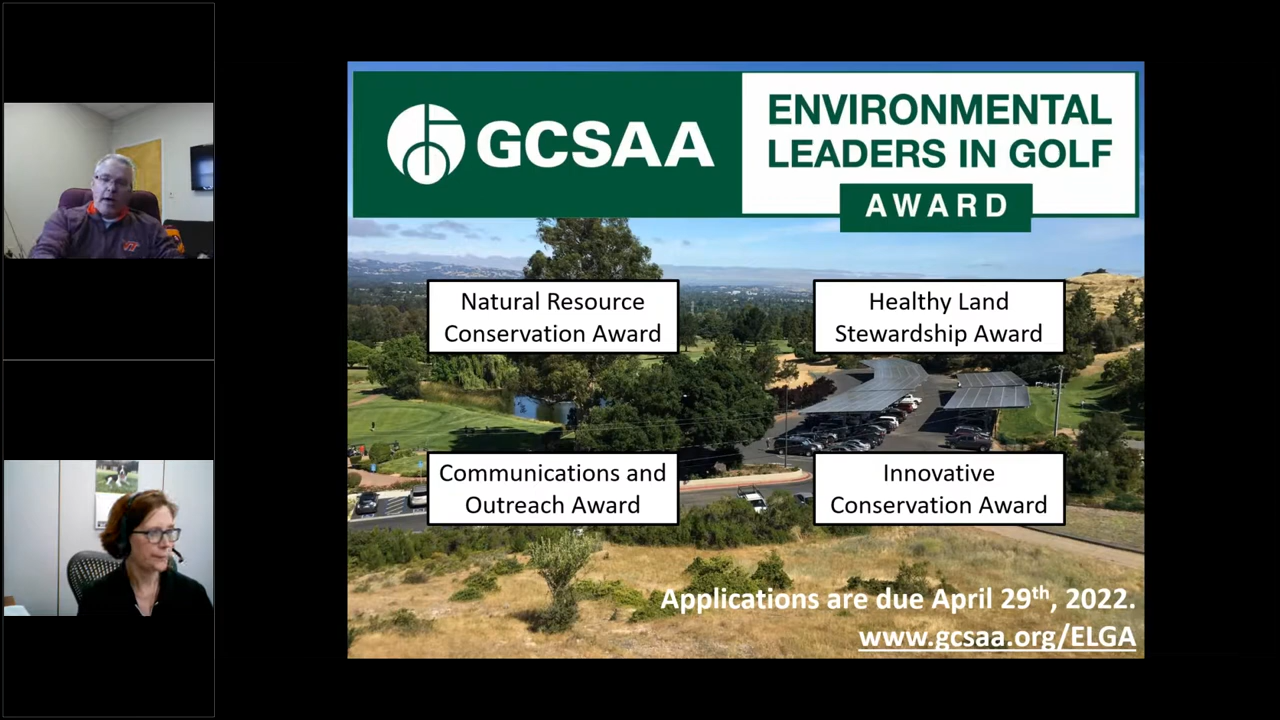 GCSAA
ENVIRONMENTAL
LEADERS IN GOLF
AWARD
Natural Resource
Conservation Award
Healthy Land
Stewardship Award
Communications and
Outreach Award
Innovative
Conservation Award
Applications are due April 29th, 2022.
www.gcsaa.org/ELGA